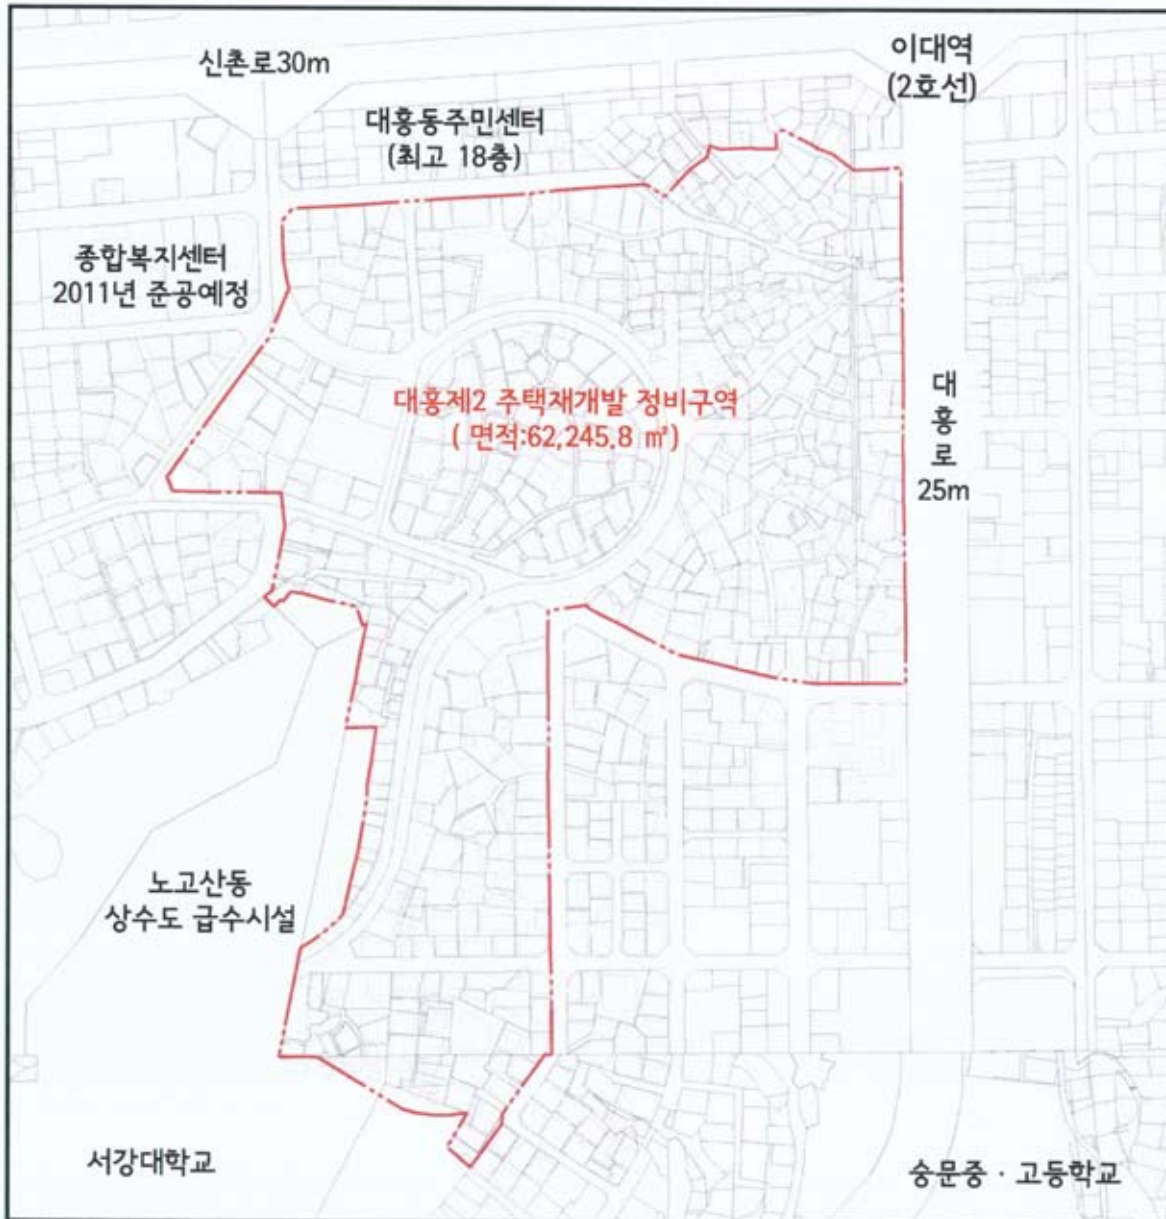 신촌로30m
이대역
(2호선)
대흥동주민센터
(최고 18층)
종합복지센터
2011년 준공예정
대흥제2 주택재개발 정비구역
( 면적:62,245.8 ㎡)
대
흥
로
25m
노고산동
상수도 급수시설
서강대학교
숭문중 · 고등학교